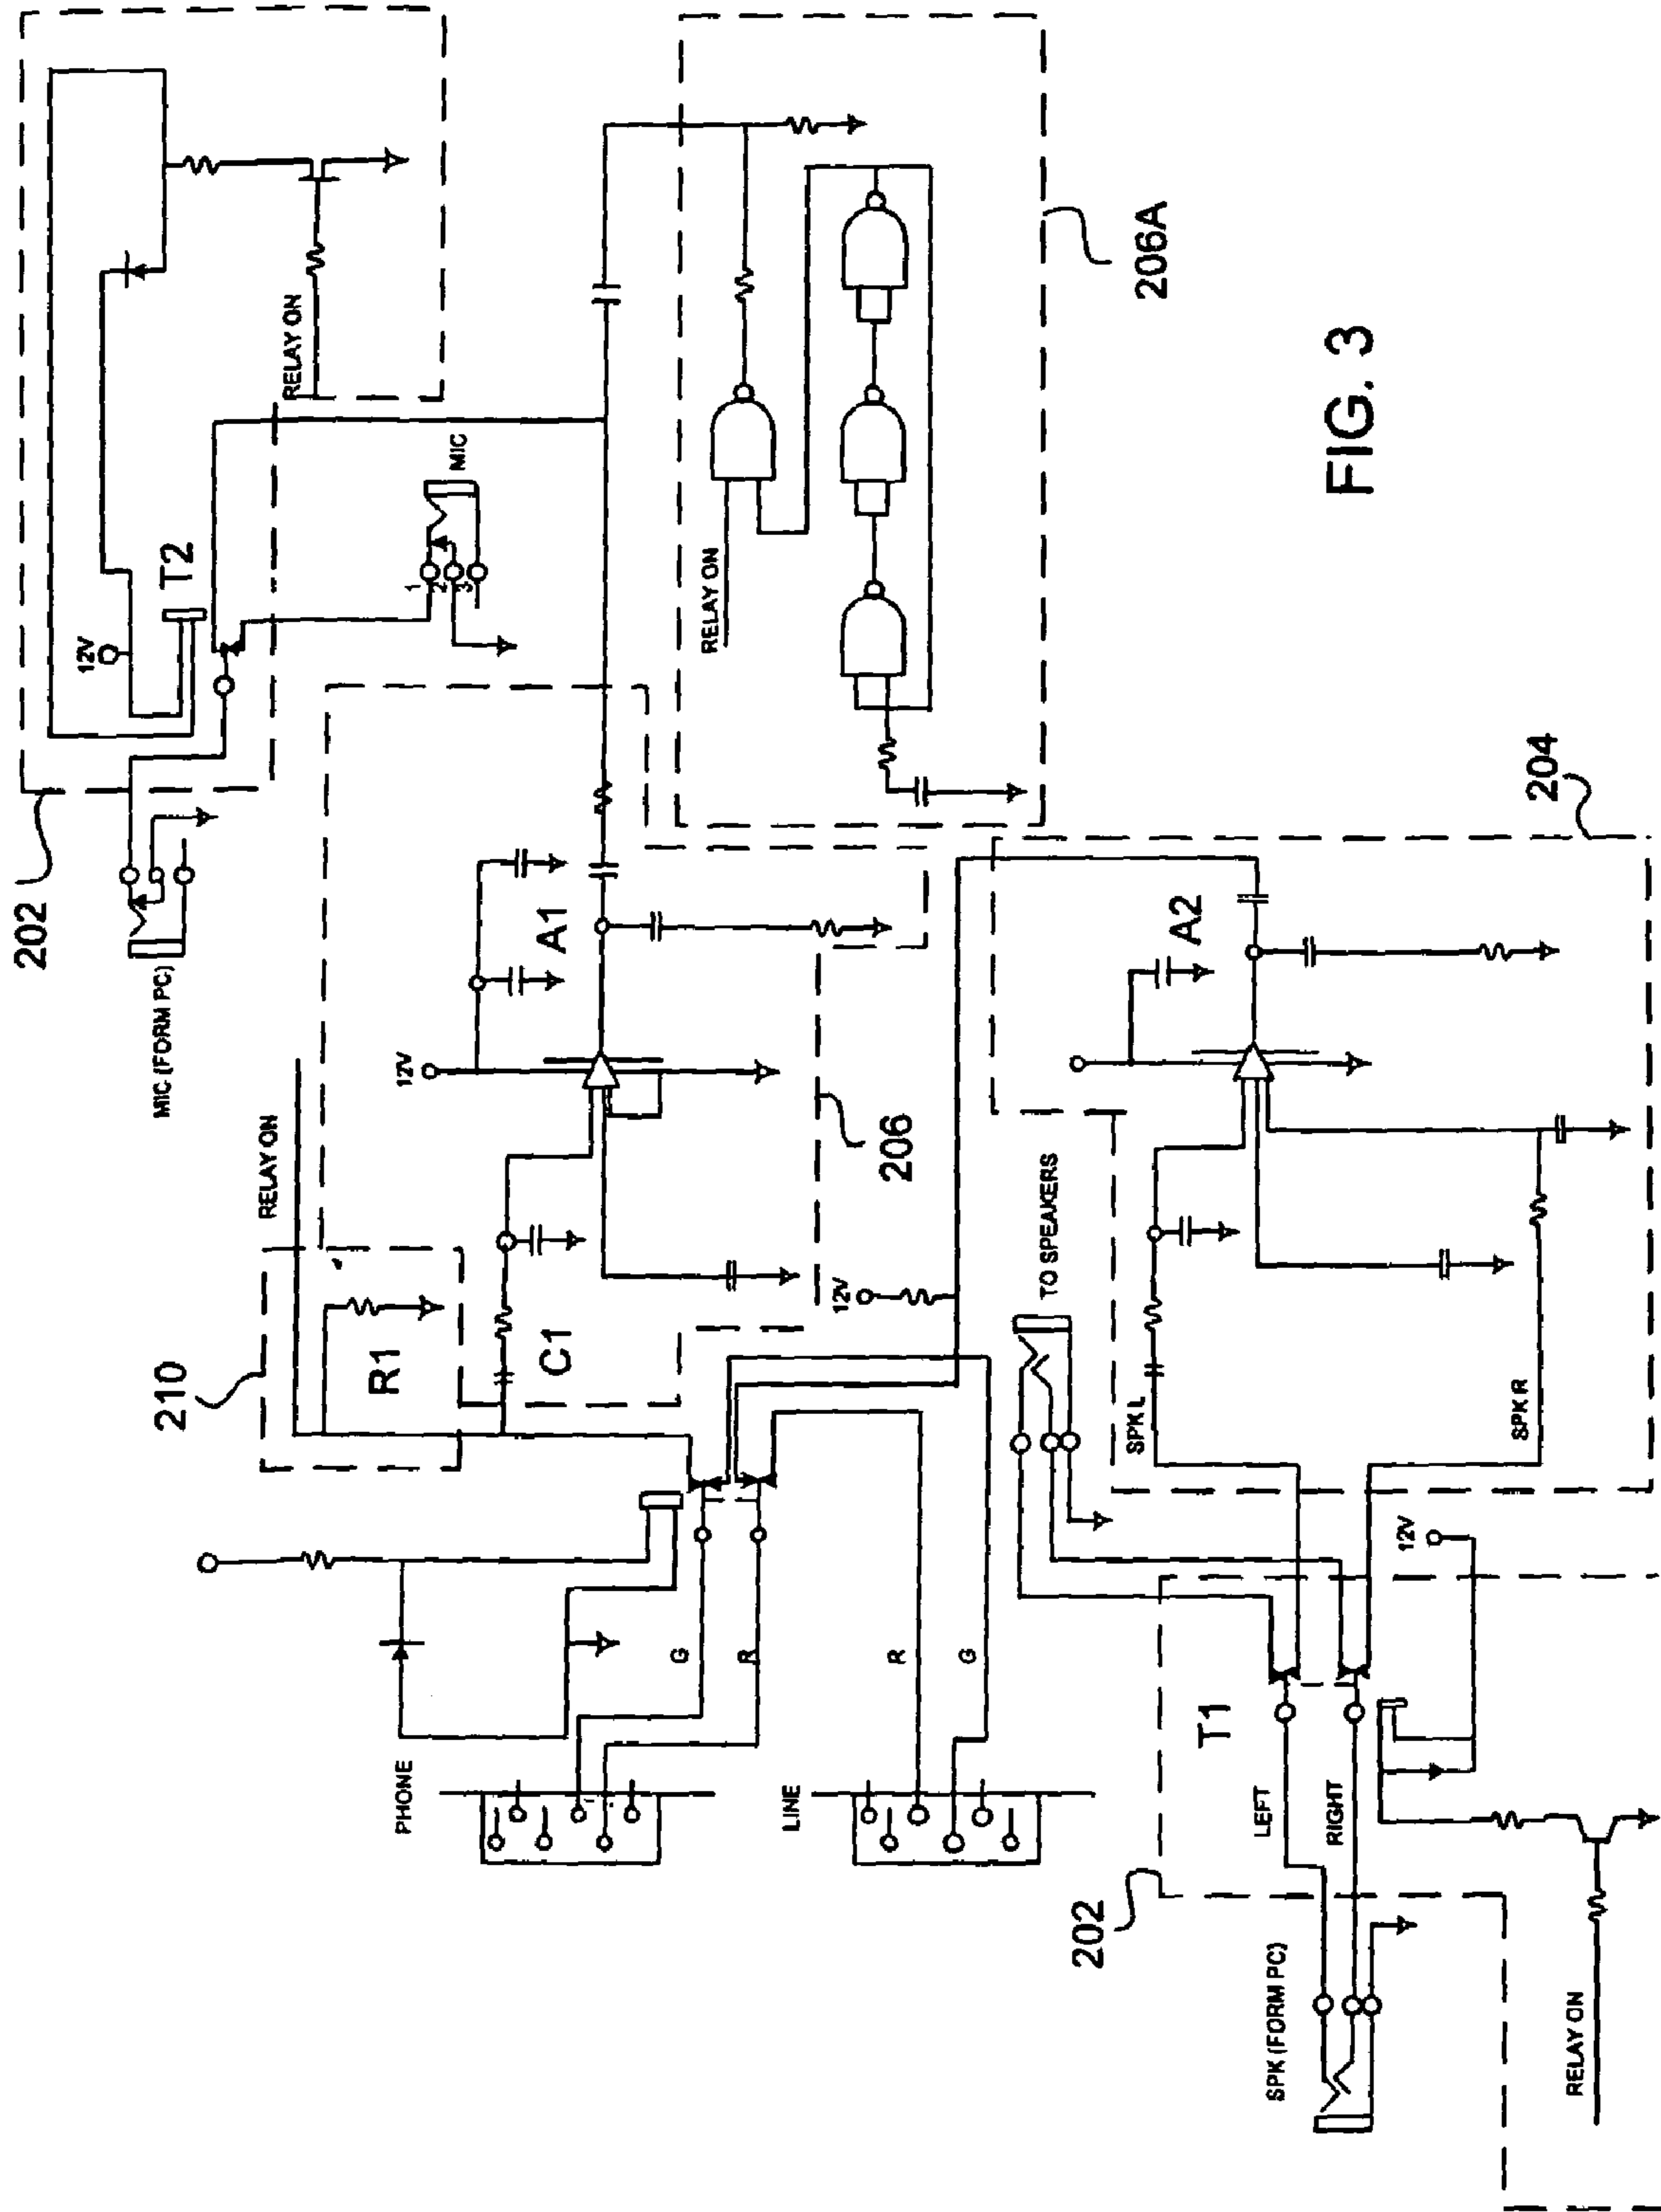 202
12V
T2
RELAY ON
MIC (FORM PC)
1
2
3
MIC
RELAY ON
210
R1
C1
12V
A1
206
RELAY ON
206A
PHONE
G
R
LINE
R
G
12V
TO SPEAKERS
204
A2
SPK L
SPK R
12V
202
T1
LEFT
RIGHT
SPK (FORM PC)
RELAY ON
FIG. 3